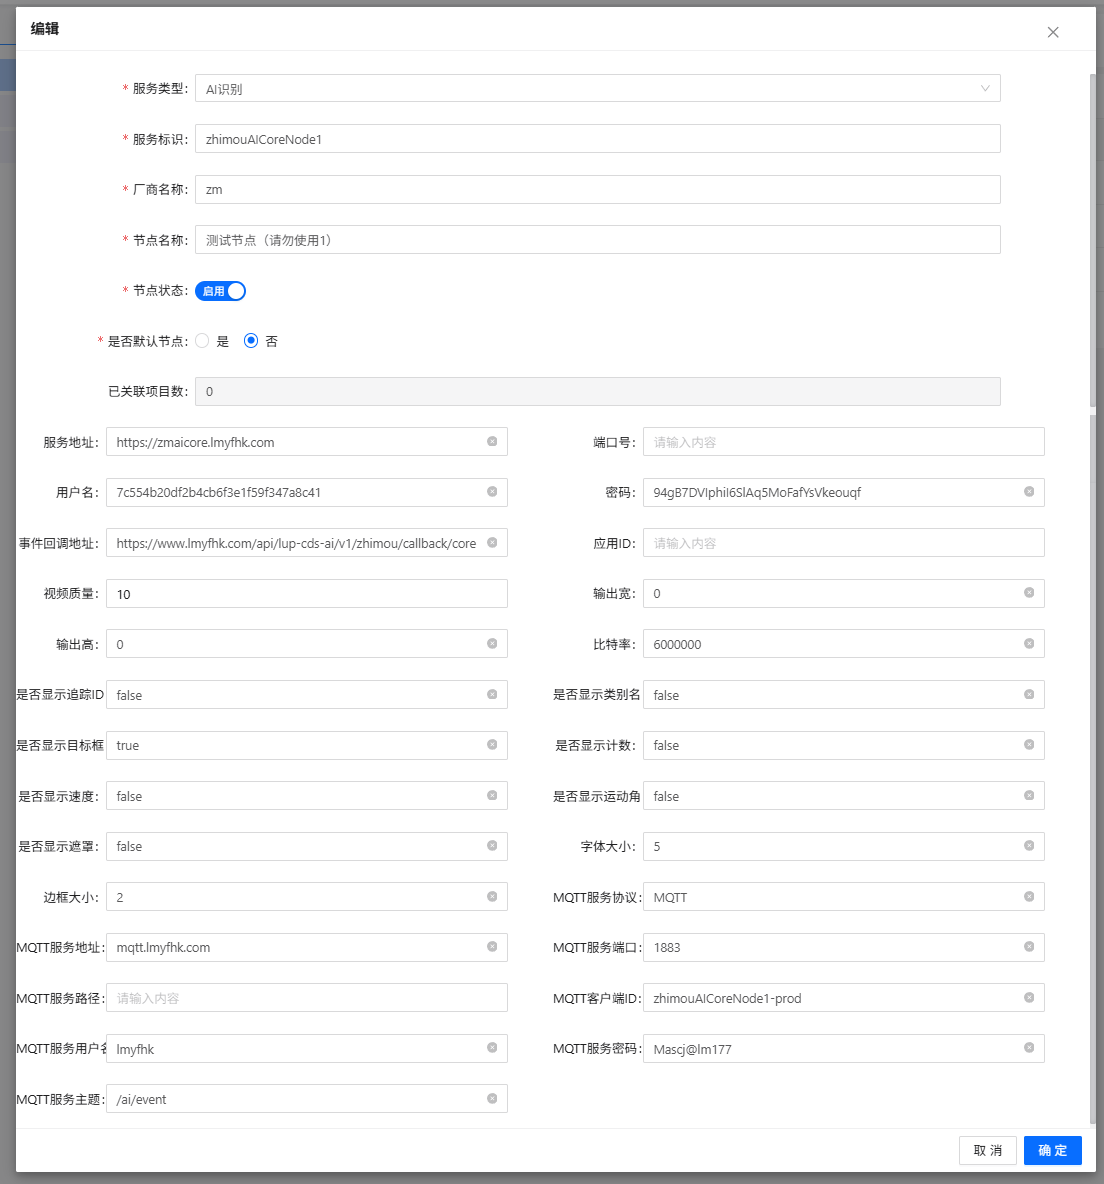 编辑
* 服务类型: AI识别
* 服务标识: zhimouAICoreNode1
* 厂商名称: zm
* 节点名称: 测试节点（请勿使用1）
* 节点状态: 启用
* 是否默认节点: 是 否
已关联项目数: 0
服务地址: https://zmaicore.lmyfhk.com 端口号: 请输入内容
用户名: 7c554b20df2b4cb6f3e1f59f347a8c41 密码: 94gB7DVIphiI6SlAq5MoFafYsVkeouqf
事件回调地址: https://www.lmyfhk.com/api/lup-cds-ai/v1/zhimou/callback/core 应用ID: 请输入内容
视频质量: 10 输出宽: 0
输出高: 0 比特率: 6000000
是否显示追踪ID false 是否显示类别名 false
是否显示目标框 true 是否显示计数: false
是否显示速度: false 是否显示运动角 false
是否显示遮罩: false 字体大小: 5
边框大小: 2 MQTT服务协议: MQTT
MQTT服务地址: mqtt.lmyfhk.com MQTT服务端口: 1883
MQTT服务路径: 请输入内容 MQTT客户端ID: zhimouAICoreNode1-prod
MQTT服务用户名 lmyfhk MQTT服务密码: Mascj@lm177
MQTT服务主题: /ai/event
取 消 确 定